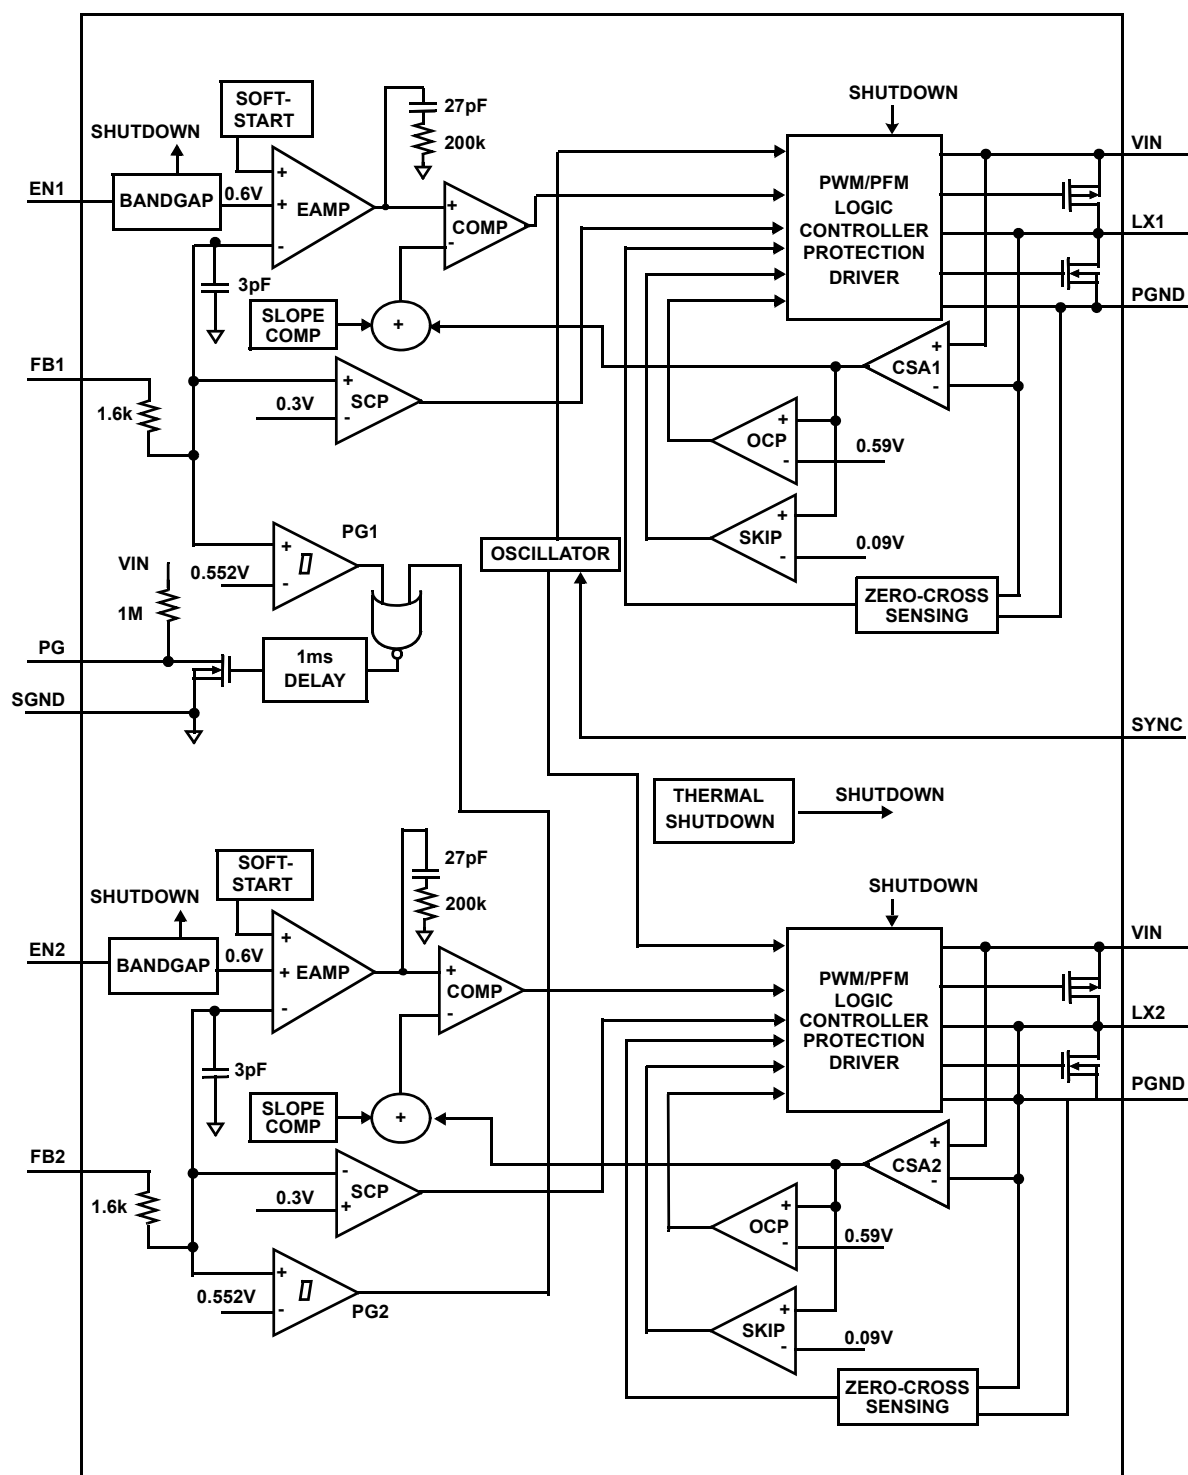 SHUTDOWN
SOFT-
START
27pF
200k
SHUTDOWN
VIN
EN1
BANDGAP
0.6V
+
+
EAMP
-
+
COMP
-
PWM/PFM
LOGIC
CONTROLLER
PROTECTION
DRIVER
LX1
3pF
SLOPE
COMP
+
PGND
+
CSA1
-
FB1
1.6k
+
SCP
-
0.3V
+
OCP
-
0.59V
+
SKIP
-
0.09V
PG1
+
-
0.552V
OSCILLATOR
VIN
1M
ZERO-CROSS
SENSING
PG
1ms
DELAY
SGND
SYNC
THERMAL
SHUTDOWN
SHUTDOWN
SOFT-
START
27pF
200k
SHUTDOWN
SHUTDOWN
EN2
BANDGAP
0.6V
+
+
EAMP
-
+
COMP
-
VIN
PWM/PFM
LOGIC
CONTROLLER
PROTECTION
DRIVER
LX2
3pF
PGND
SLOPE
COMP
+
+
CSA2
-
FB2
1.6k
-
SCP
+
0.3V
+
OCP
-
0.59V
+
-
0.552V
PG2
+
SKIP
-
0.09V
ZERO-CROSS
SENSING